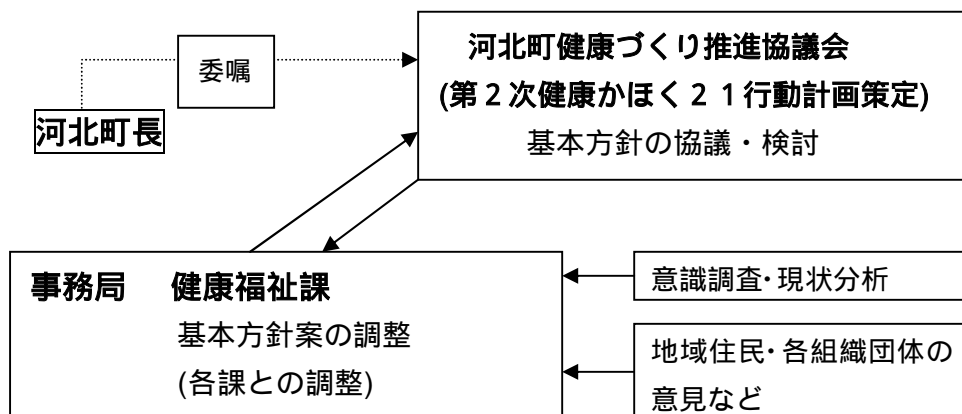 河北町健康づくり推進協議会
(第２次健康かほく２１行動計画策定)
基本方針の協議・検討
委嘱
河北町長
事務局　健康福祉課
基本方針案の調整
(各課との調整)
意識調査・現状分析
地域住民・各組織団体の
意見など